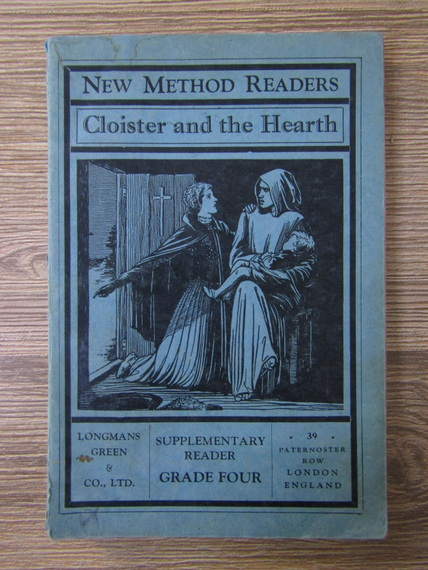 NEW METHOD READERS
Cloister and the Hearth
LONGMANS
GREEN
&
CO., LTD.
SUPPLEMENTARY
READER
GRADE FOUR
· 39 ·
PATERNOSTER
ROW
LONDON
ENGLAND